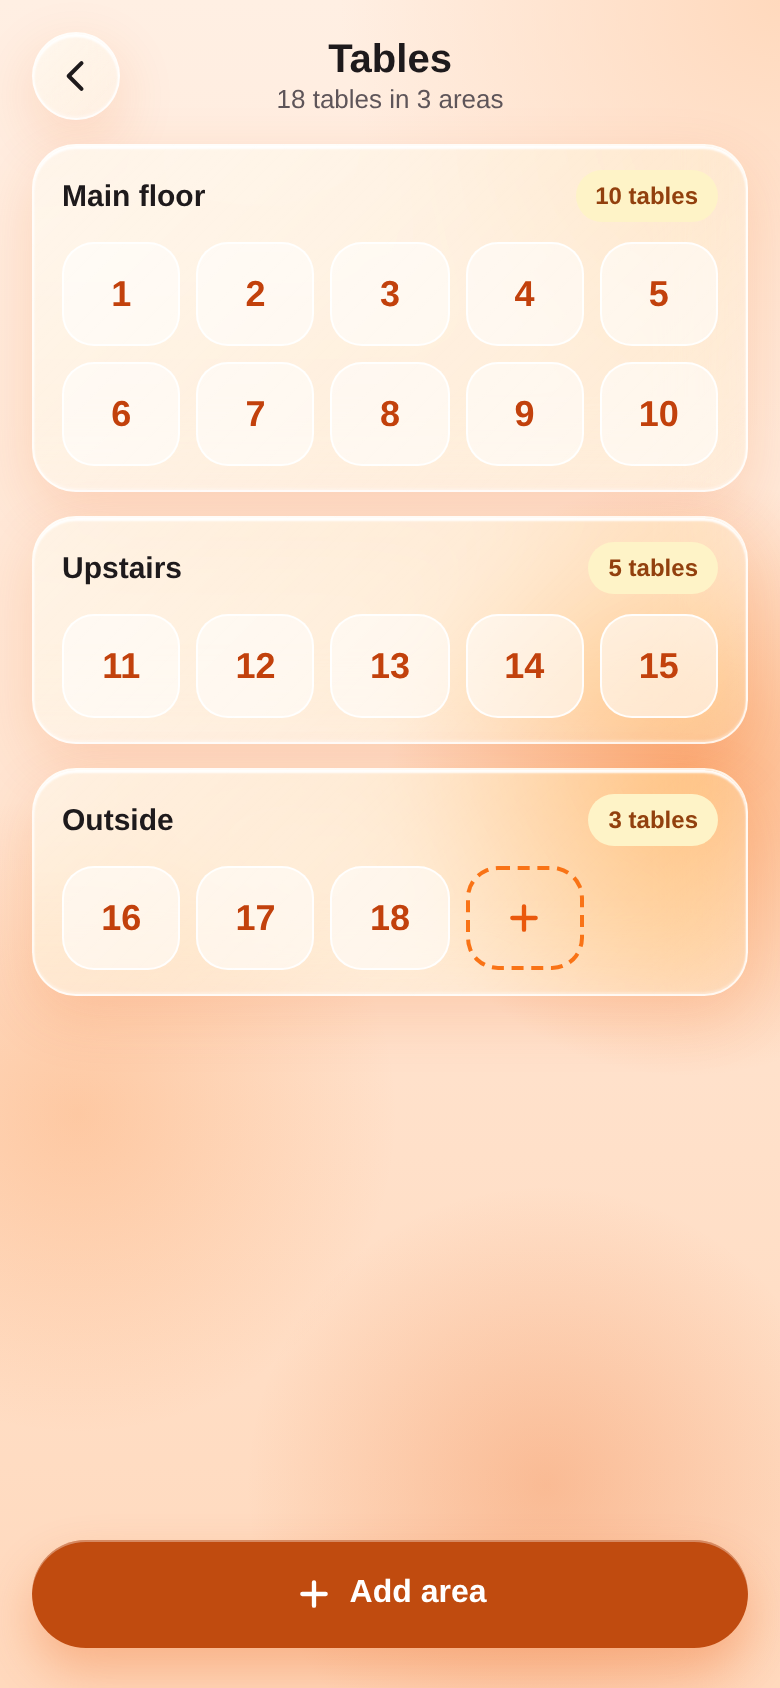 Tables
18 tables in 3 areas
Main floor 10 tables
1 2 3 4 5
6 7 8 9 10
Upstairs 5 tables
11 12 13 14 15
Outside 3 tables
16 17 18 +
+ Add area